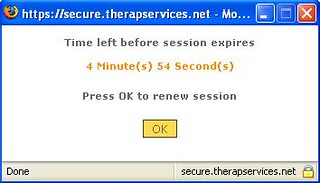 https://secure.therapservices.net - Mo...
Time left before session expires
4 Minute(s) 54 Second(s)
Press OK to renew session
OK
Done
secure.therapservices.net